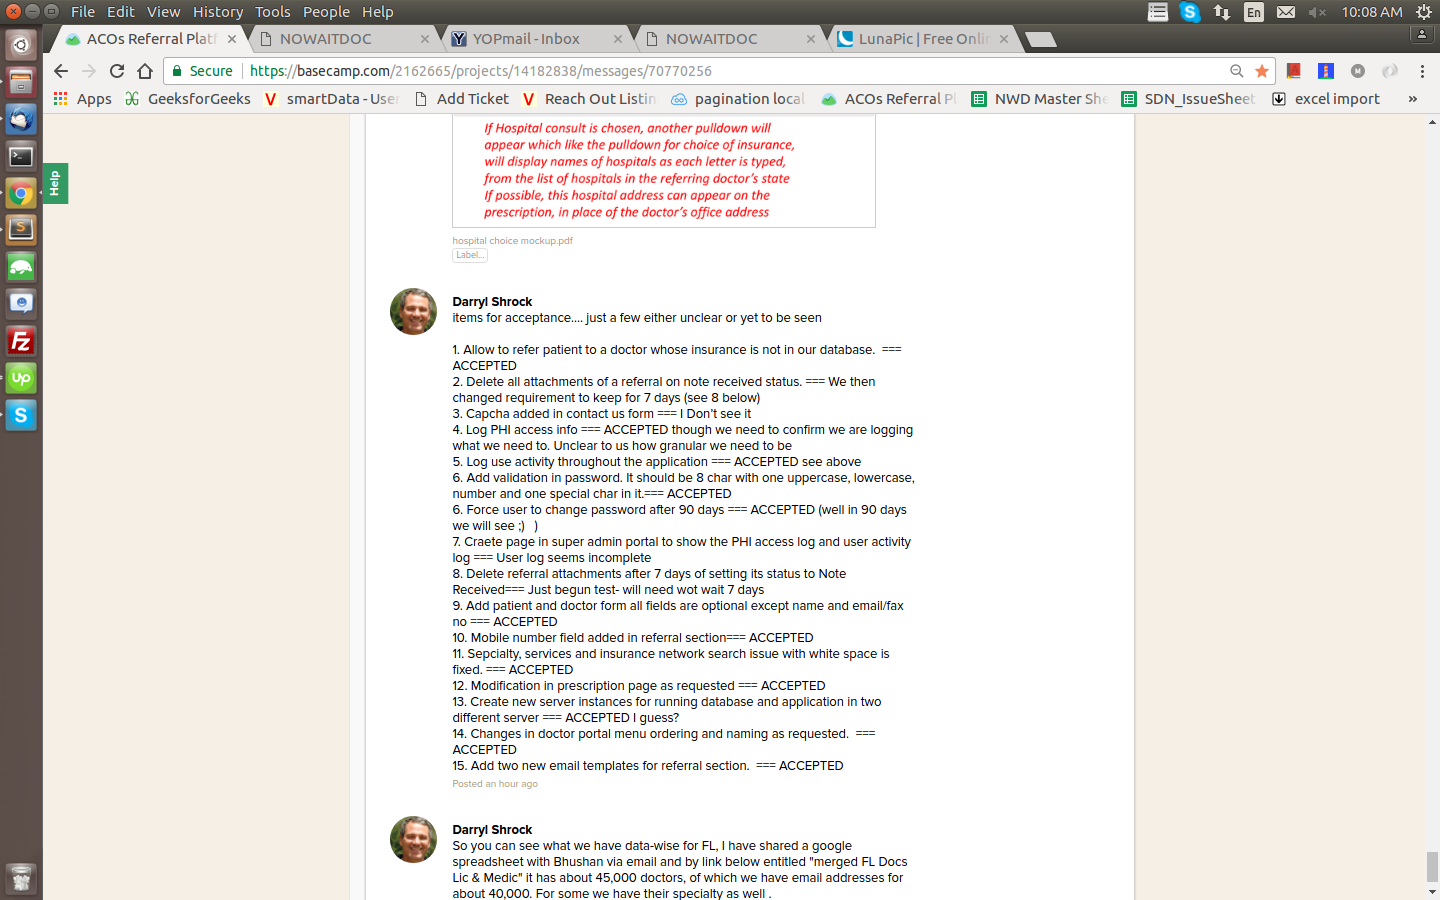 File Edit View History Tools People Help
En
10:08 AM
ACOs Referral Platf
NOWAITDOC
YOPmail - Inbox
NOWAITDOC
LunaPic | Free Onli
Secure
https://basecamp.com/2162665/projects/14182838/messages/70770256
Apps
GeeksforGeeks
smartData - User
Add Ticket
Reach Out Listin
pagination local
ACOs Referral Pl
NWD Master She
SDN_IssueSheet
excel import
»
Help
If Hospital consult is chosen, another pulldown will
appear which like the pulldown for choice of insurance,
will display names of hospitals as each letter is typed,
from the list of hospitals in the referring doctor's state
If possible, this hospital address can appear on the
prescription, in place of the doctor's office address
hospital choice mockup.pdf
Label...
Darryl Shrock
items for acceptance.... just a few either unclear or yet to be seen
1. Allow to refer patient to a doctor whose insurance is not in our database. ===
ACCEPTED
2. Delete all attachments of a referral on note received status. === We then
changed requirement to keep for 7 days (see 8 below)
3. Capcha added in contact us form === I Don't see it
4. Log PHI access info === ACCEPTED though we need to confirm we are logging
what we need to. Unclear to us how granular we need to be
5. Log use activity throughout the application === ACCEPTED see above
6. Add validation in password. It should be 8 char with one uppercase, lowercase,
number and one special char in it.=== ACCEPTED
6. Force user to change password after 90 days === ACCEPTED (well in 90 days
we will see ;) )
7. Craete page in super admin portal to show the PHI access log and user activity
log === User log seems incomplete
8. Delete referral attachments after 7 days of setting its status to Note
Received=== Just begun test- will need wot wait 7 days
9. Add patient and doctor form all fields are optional except name and email/fax
no === ACCEPTED
10. Mobile number field added in referral section=== ACCEPTED
11. Sepcialty, services and insurance network search issue with white space is
fixed. === ACCEPTED
12. Modification in prescription page as requested === ACCEPTED
13. Create new server instances for running database and application in two
different server === ACCEPTED I guess?
14. Changes in doctor portal menu ordering and naming as requested. ===
ACCEPTED
15. Add two new email templates for referral section. === ACCEPTED
Posted an hour ago
Darryl Shrock
So you can see what we have data-wise for FL, I have shared a google
spreadsheet with Bhushan via email and by link below entitled "merged FL Docs
Lic & Medic" it has about 45,000 doctors, of which we have email addresses for
about 40,000. For some we have their specialty as well .